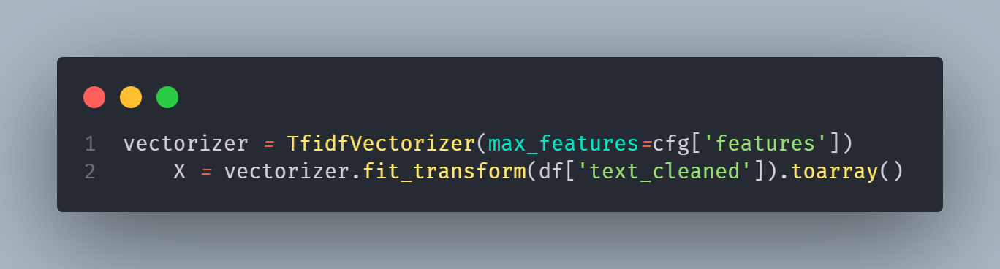 1 vectorizer = TfidfVectorizer(max_features=cfg['features'])
2     X = vectorizer.fit_transform(df['text_cleaned']).toarray()